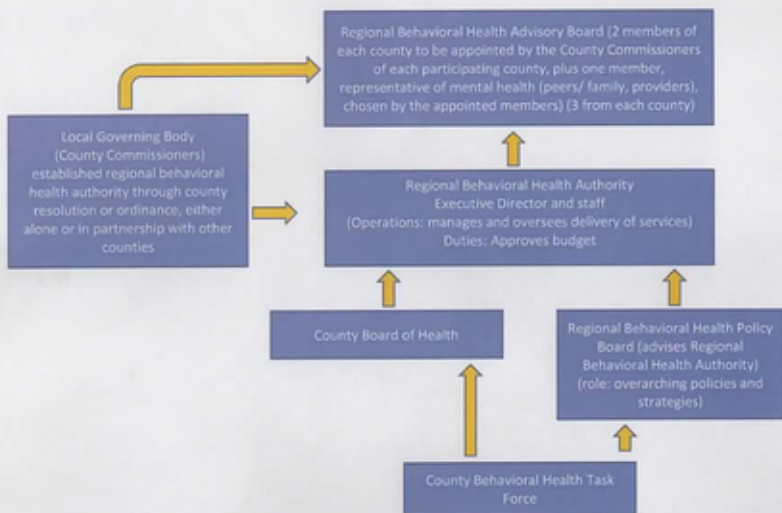 Regional Behavioral Health Advisory Board (2 members of
each county to be appointed by the County Commissioners
of each participating county, plus one member,
representative of mental health (peers/ family, providers),
chosen by the appointed members) (3 from each county)
Local Governing Body
(County Commissioners)
established regional behavioral
health authority through county
resolution or ordinance, either
alone or in partnership with other
counties
Regional Behavioral Health Authority
Executive Director and staff
(Operations: manages and oversees delivery of services)
Duties: Approves budget
County Board of Health
Regional Behavioral Health Policy
Board (advises Regional
Behavioral Health Authority)
(role: overarching policies and
strategies)
County Behavioral Health Task
Force